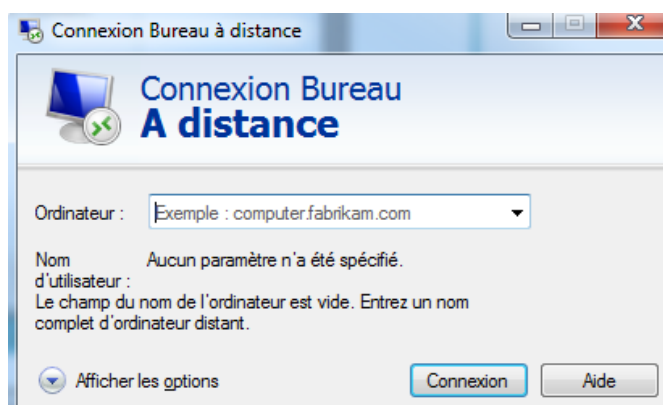 Connexion Bureau à distance
Connexion Bureau
A distance
Ordinateur :
Exemple : computer.fabrikam.com
Nom
d'utilisateur :
Aucun paramètre n'a été spécifié.
Le champ du nom de l'ordinateur est vide. Entrez un nom
complet d'ordinateur distant.
Afficher les options
Connexion
Aide